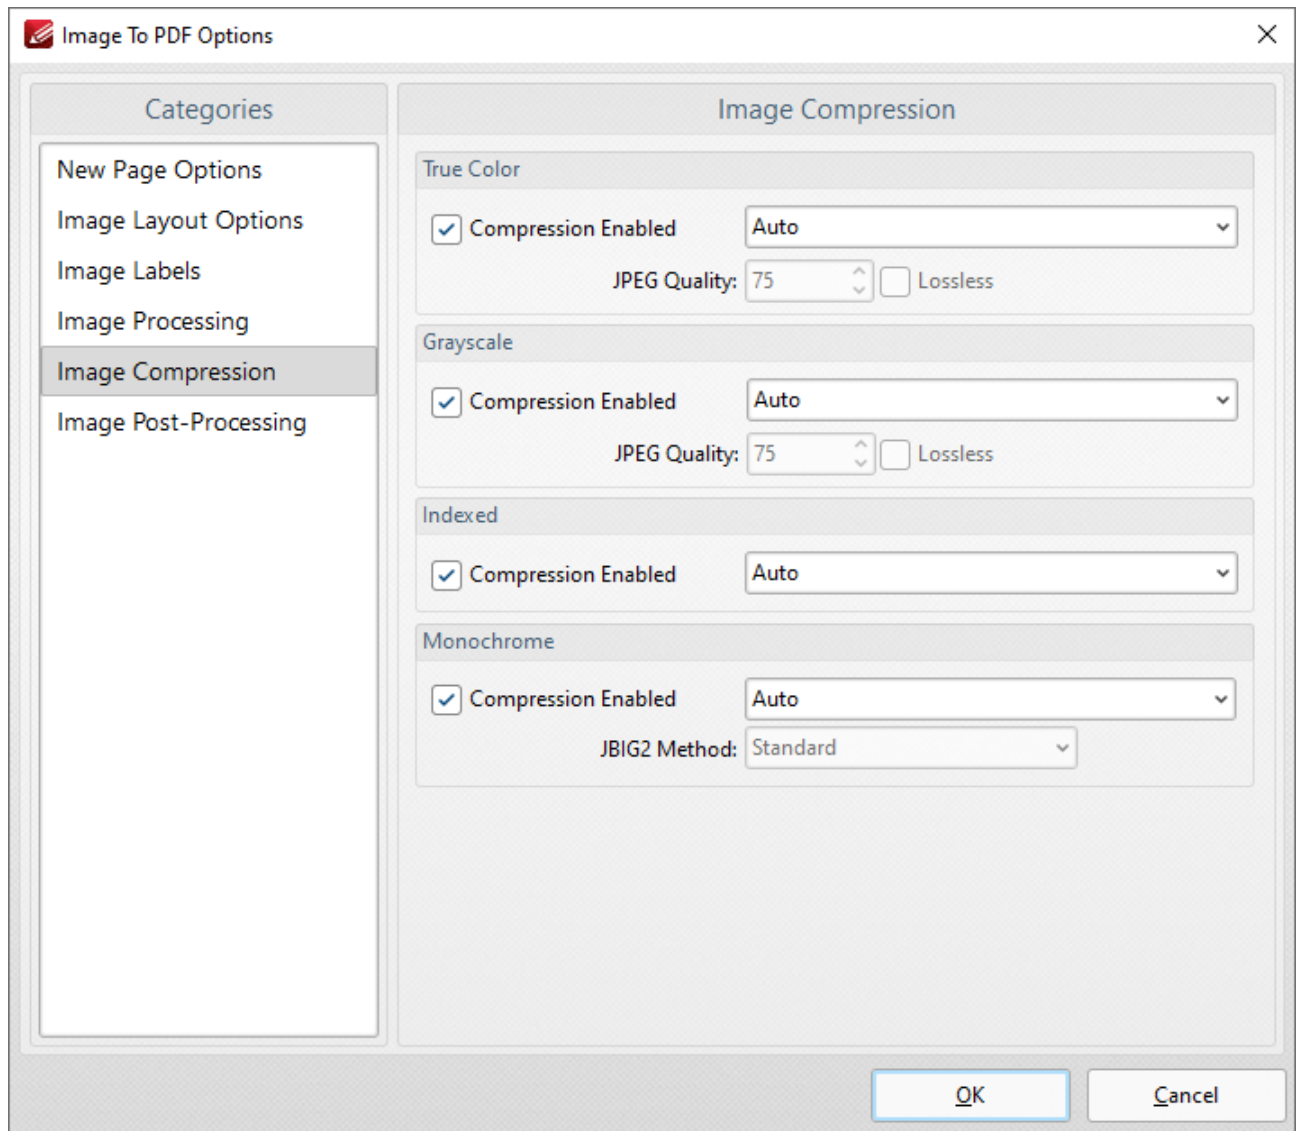 Image To PDF Options
Categories
New Page Options
Image Layout Options
Image Labels
Image Processing
Image Compression
Image Post-Processing
Image Compression
True Color
Compression Enabled Auto
JPEG Quality: 75 Lossless
Grayscale
Compression Enabled Auto
JPEG Quality: 75 Lossless
Indexed
Compression Enabled Auto
Monochrome
Compression Enabled Auto
JBIG2 Method: Standard
OK Cancel